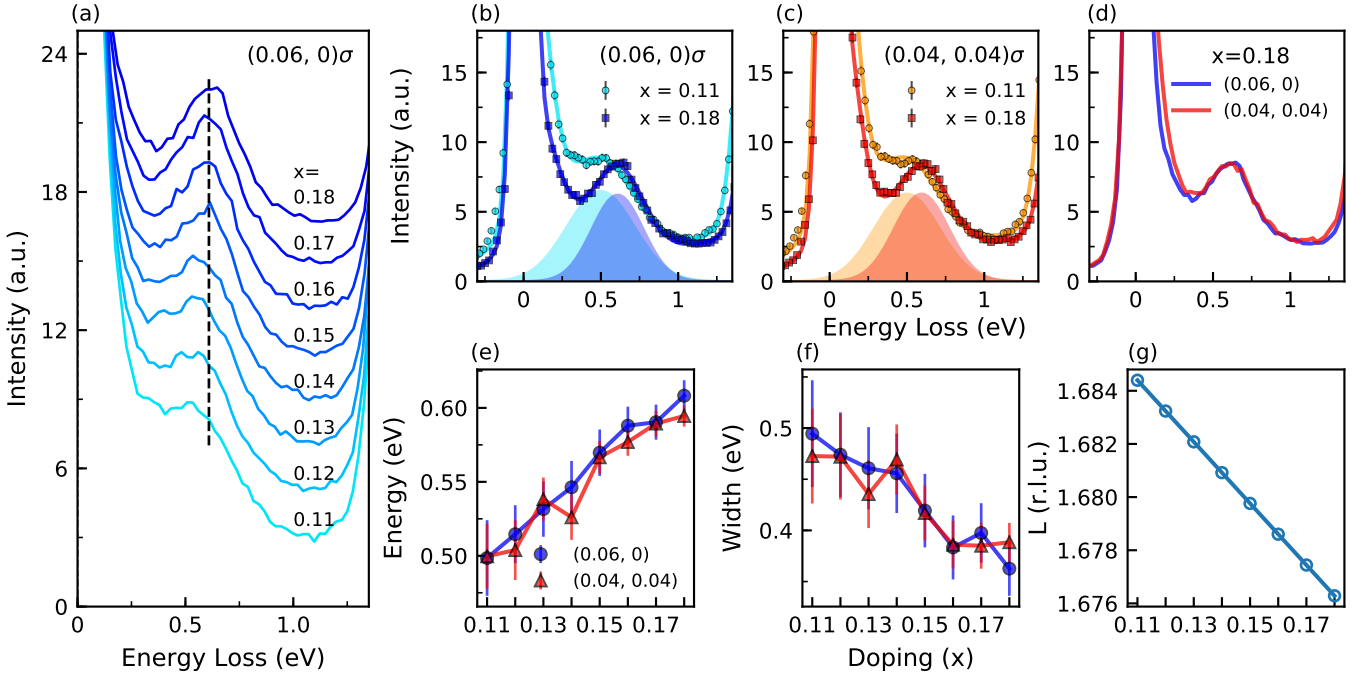 (a)
(0.06, 0)σ
x=
0.18
0.17
0.16
0.15
0.14
0.13
0.12
0.11
24
18
12
6
0
0.0
0.5
1.0
Intensity (a.u.)
Energy Loss (eV)
(b)
(0.06, 0)σ
x = 0.11
x = 0.18
15
10
5
0
0
0.5
1
Intensity (a.u.)
(c)
(0.04, 0.04)σ
x = 0.11
x = 0.18
15
10
5
0
0
0.5
1
Energy Loss (eV)
(d)
x=0.18
(0.06, 0)
(0.04, 0.04)
15
10
5
0
0
0.5
1
(e)
0.60
0.55
0.50
Energy (eV)
(0.06, 0)
(0.04, 0.04)
0.11
0.13
0.15
0.17
(f)
0.5
0.4
Width (eV)
0.11
0.13
0.15
0.17
Doping (x)
(g)
1.684
1.682
1.680
1.678
1.676
L (r.l.u.)
0.11
0.13
0.15
0.17